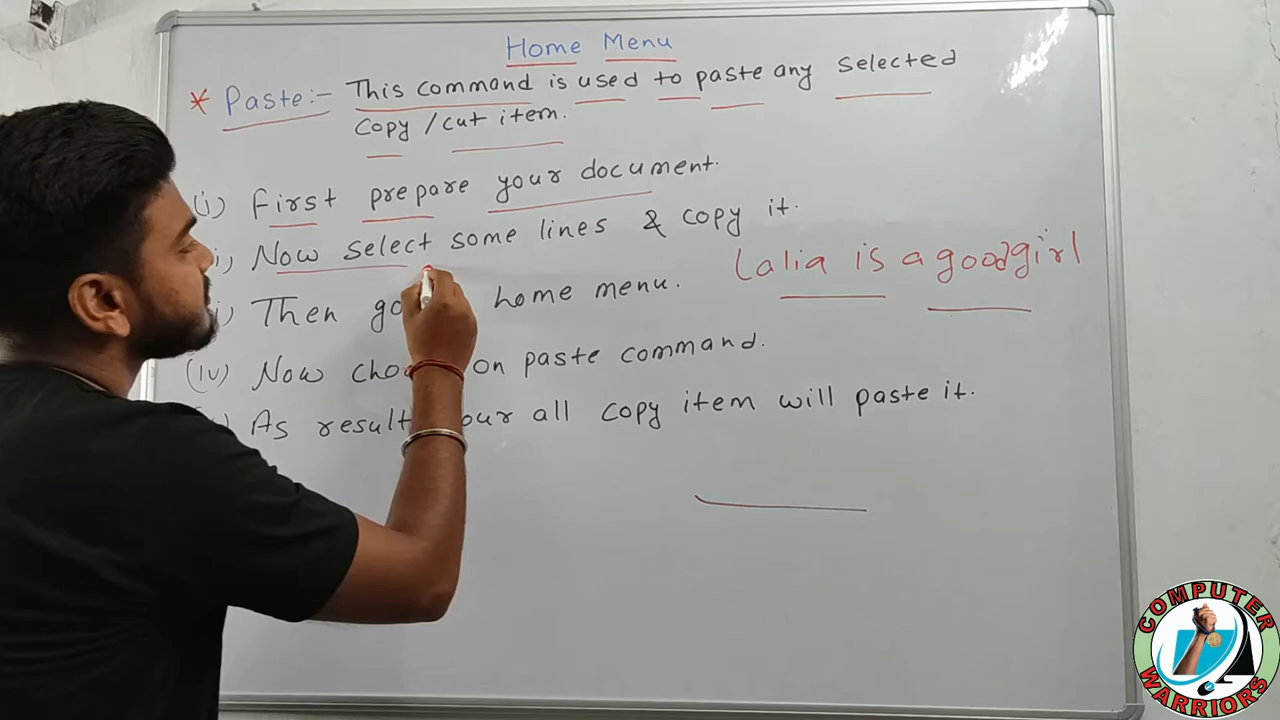 Home Menu
* Paste:- This command is used to paste any selected
copy / cut item.
(i) First prepare your document.
i) Now select some lines & copy it.
Lalia is a good girl
i) Then go home menu.
(iv) Now on paste command.
) As result all copy item will paste it.
COMPUTER
WARRIORS